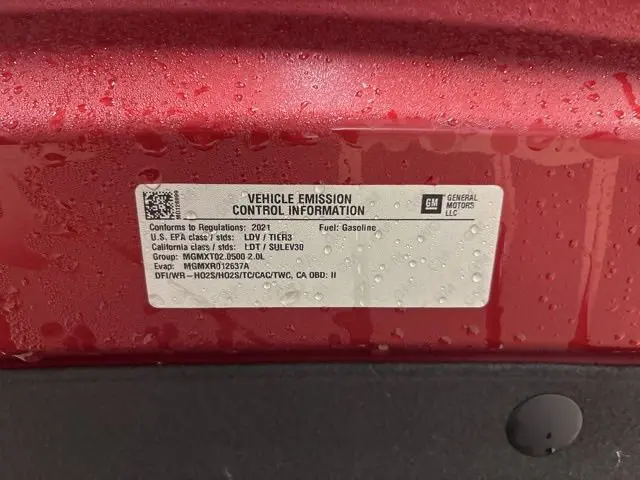 VEHICLE EMISSION
CONTROL INFORMATION
GM
GENERAL
MOTORS
LLC
Conforms to Regulations: 2021 Fuel: Gasoline
U.S. EPA class / stds: LDV / TIER3
California class / stds: LDT / SULEV30
Group: MGMXT02.0500 2.0L
Evap: MGMXR012637A
DFI/WR-HO2S/HO2S/TC/CAC/TWC, CA OBD: II